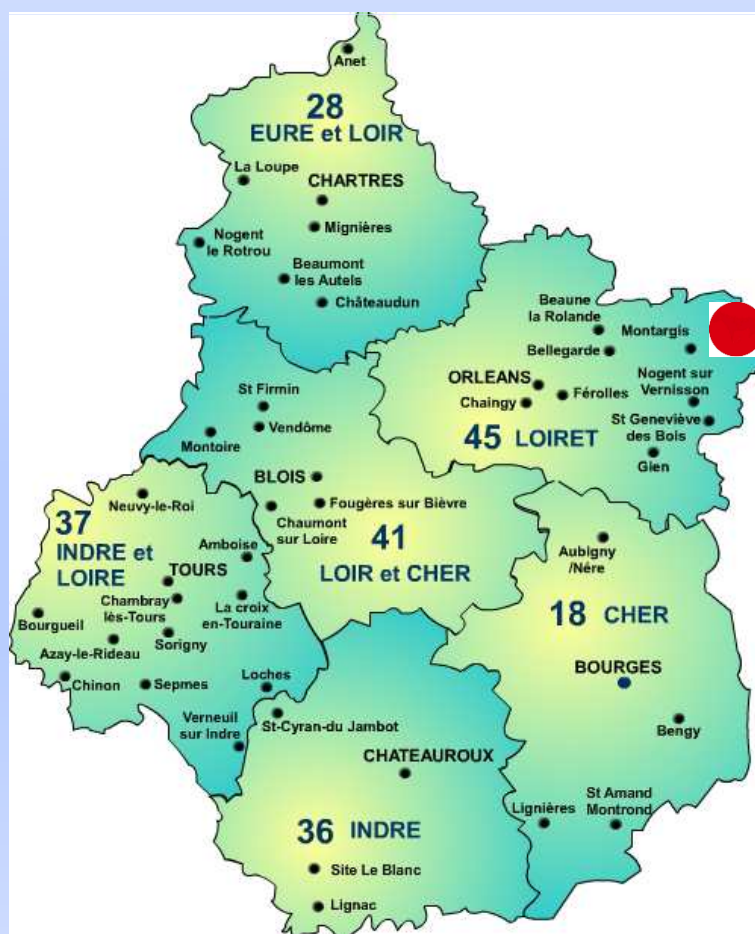 Anet
28
EURE et LOIR
La Loupe
CHARTRES
Mignières
Nogent
le Rotrou
Beaumont
les Autels
Châteaudun
Beaune
la Rolande
Montargis
Bellegarde
Nogent sur
Vernisson
ORLEANS
Férolles
Chaingy
St Geneviève
des Bois
45 LOIRET
Gien
St Firmin
Vendôme
Montoire
BLOIS
Fougères sur Bièvre
Chaumont
sur Loire
41
LOIR et CHER
Neuvy-le-Roi
37
INDRE et
LOIRE
Amboise
TOURS
Chambray
lès-Tours
La croix
en-Touraine
Bourgueil
Sorigny
Azay-le-Rideau
Chinon
Sepmes
Loches
Verneuil
sur Indre
Aubigny
/Nére
18 CHER
BOURGES
Bengy
St Amand
Montrond
Lignières
St-Cyran-du Jambot
CHATEAUROUX
36 INDRE
Site Le Blanc
Lignac